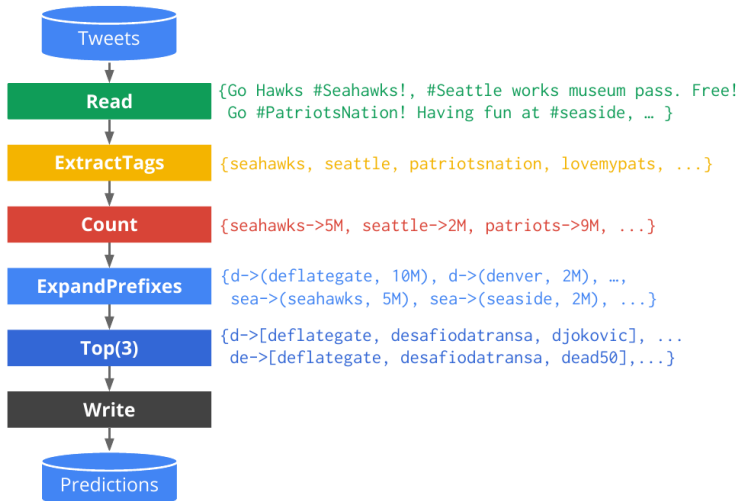 Tweets
Read
{Go Hawks #Seahawks!, #Seattle works museum pass. Free!
Go #PatriotsNation! Having fun at #seaside, … }
ExtractTags
{seahawks, seattle, patriotsnation, lovemypats, ...}
Count
{seahawks->5M, seattle->2M, patriots->9M, ...}
ExpandPrefixes
{d->(deflategate, 10M), d->(denver, 2M), …,
sea->(seahawks, 5M), sea->(seaside, 2M), ...}
Top(3)
{d->[deflategate, desafiodatransa, djokovic], ...
de->[deflategate, desafiodatransa, dead50],...}
Write
Predictions